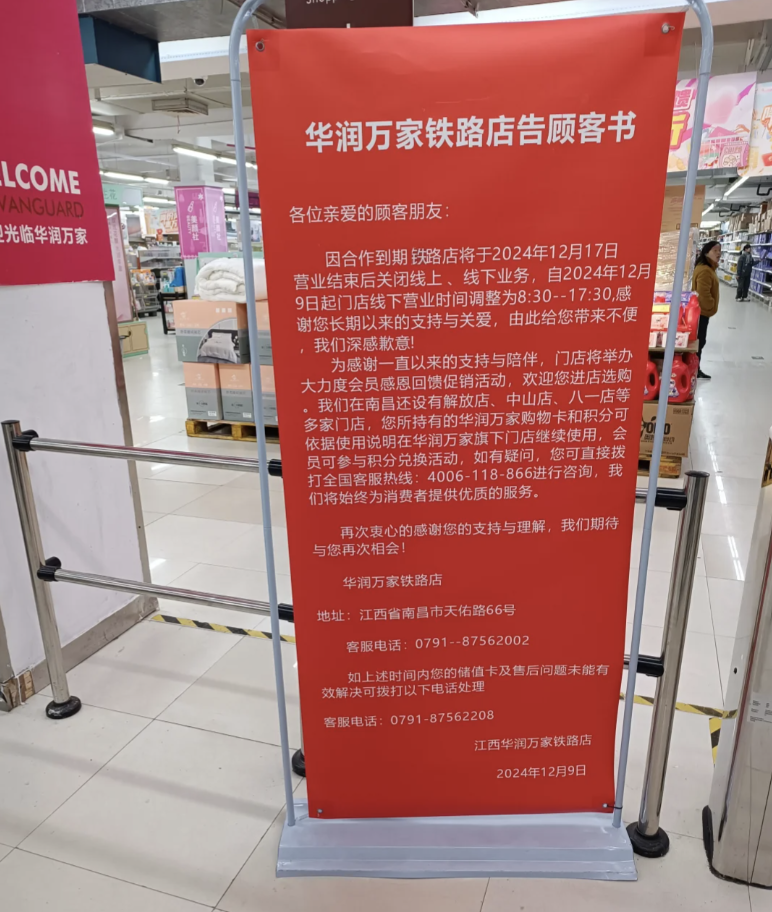 ELCOME
VANGUARD
光临华润万家
美丽社
华润万家铁路店告顾客书
各位亲爱的顾客朋友：
因合作到期铁路店将于2024年12月17日
营业结束后关闭线上、线下业务，自2024年12月
9日起门店线下营业时间调整为8:30--17:30,感
谢您长期以来的支持与关爱，由此给您带来不便
，我们深感歉意!
为感谢一直以来的支持与陪伴，门店将举办
大力度会员感恩回馈促销活动，欢迎您进店选购
。我们在南昌还设有解放店、中山店、八一店等
多家门店，您所持有的华润万家购物卡和积分可
依据使用说明在华润万家旗下门店继续使用，会
员可参与积分兑换活动，如有疑问，您可直接拨
打全国客服热线：4006-118-866进行咨询，我
们将始终为消费者提供优质的服务。
再次衷心的感谢您的支持与理解，我们期待
与您再次相会！
华润万家铁路店
地址：江西省南昌市天佑路66号
客服电话：0791--87562002
如上述时间内您的储值卡及售后问题未能有
效解决可拨打以下电话处理
客服电话：0791-87562208
江西华润万家铁路店
2024年12月9日